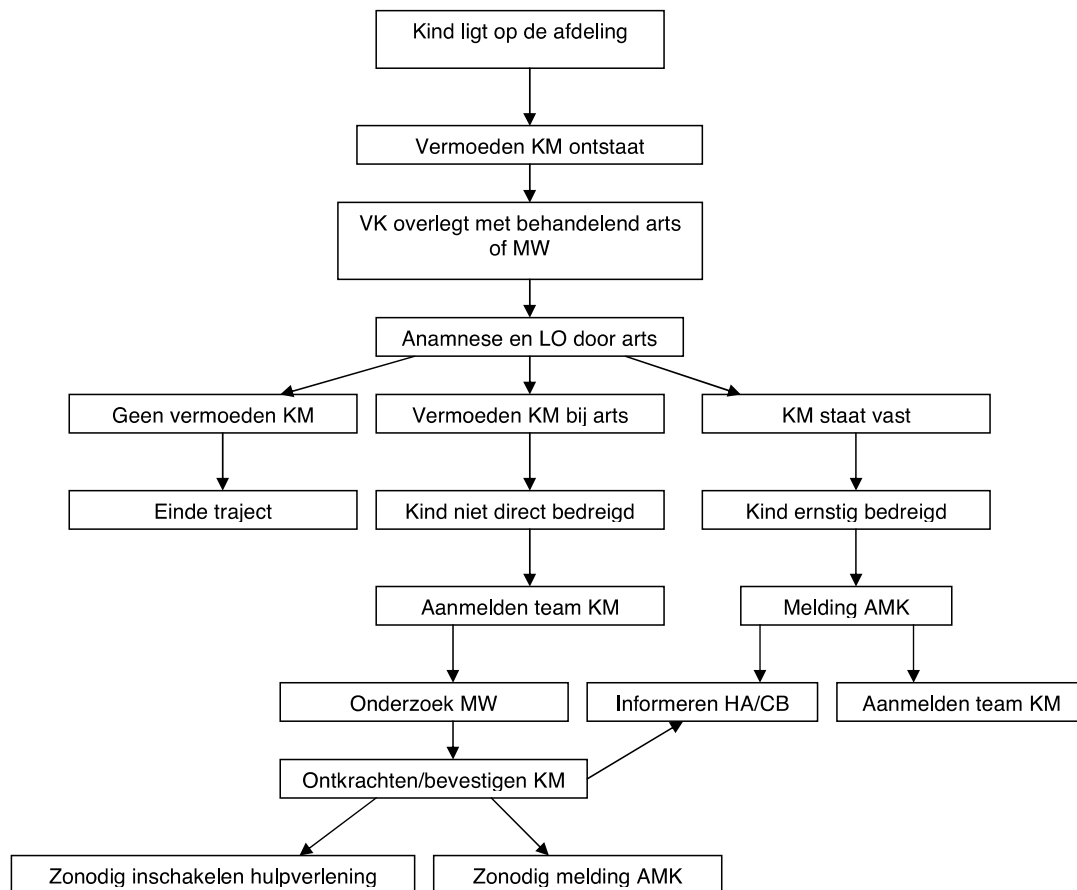 Kind ligt op de afdeling
Vermoeden KM ontstaat
VK overlegt met behandelend arts
of MW
Anamnese en LO door arts
Geen vermoeden KM
Vermoeden KM bij arts
KM staat vast
Einde traject
Kind niet direct bedreigd
Kind ernstig bedreigd
Aanmelden team KM
Melding AMK
Onderzoek MW
Informeren HA/CB
Aanmelden team KM
Ontkrachten/bevestigen KM
Zonodig inschakelen hulpverlening
Zonodig melding AMK